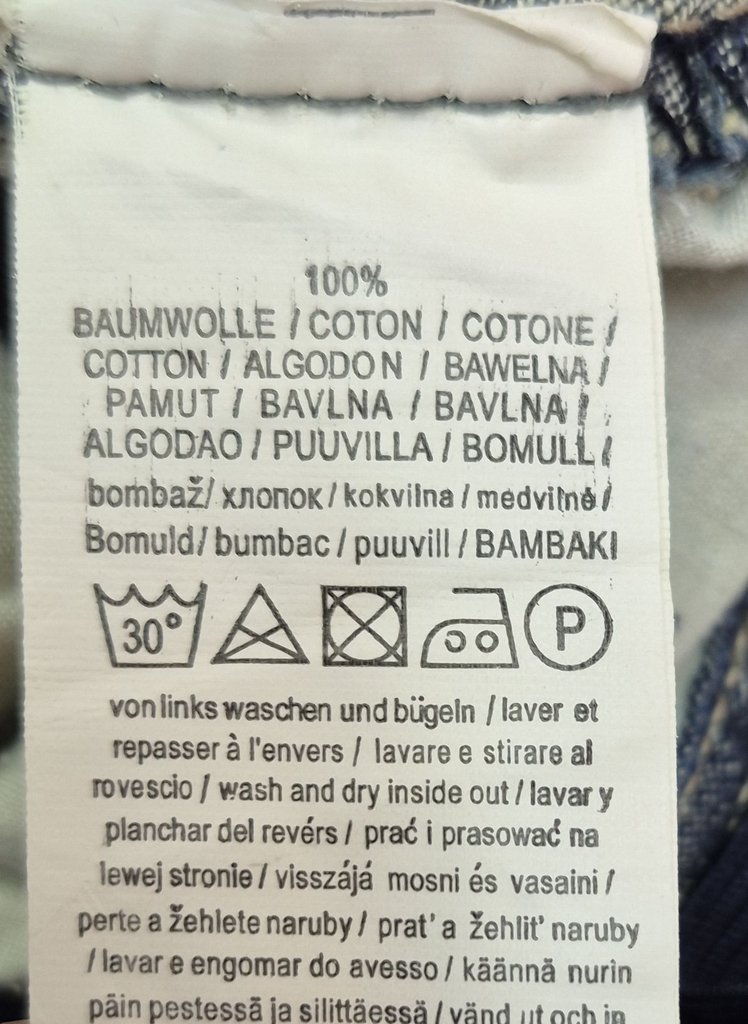 100%
BAUMWOLLE / COTON / COTONE /
COTTON / ALGODON / BAWELNA /
PAMUT / BAVLNA / BAVLNA /
ALGODAO / PUUVILLA / BOMULL /
bombaž/ хлопок / kokvilna / medvilnė /
Bomuld/ bumbac / puuvill / BAMBAKI
30° P
von links waschen und bügeln / laver et
repasser à l'envers / lavare e stirare al
rovescio / wash and dry inside out / lavar y
planchar del revérs / prać i prasować na
lewej stronie / visszájá mosni és vasaini /
perte a žehlete naruby / prat' a žehlit' naruby
/ lavar e engomar do avesso / käännä nurin
päin pestessä ja silittäessä / vänd ut och in